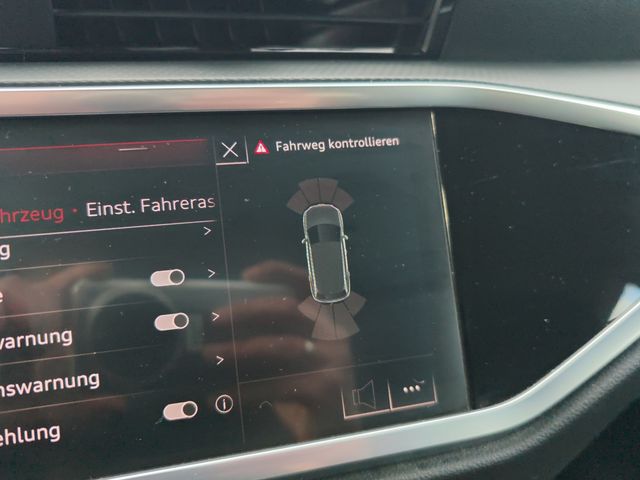 Fahrweg kontrollieren
hrzeug · Einst. Fahreras
g
e
warnung
nswarnung
ehlung